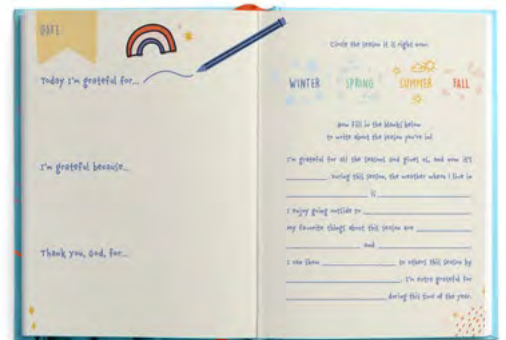 DATE
Today I'm grateful for...
I'm grateful because...
Thank you, God, for...
Circle the season it is right now.
WINTER SPRING SUMMER FALL
Now fill in the blanks below
to write about the season you're in!
I'm grateful for all the seasons God gives us, and now it's
. During this season, the weather where I live in
is .
I enjoy going outside to
My favorite things about this season are
and
I can show to others this season by
. I'm extra grateful for
during this time of the year.